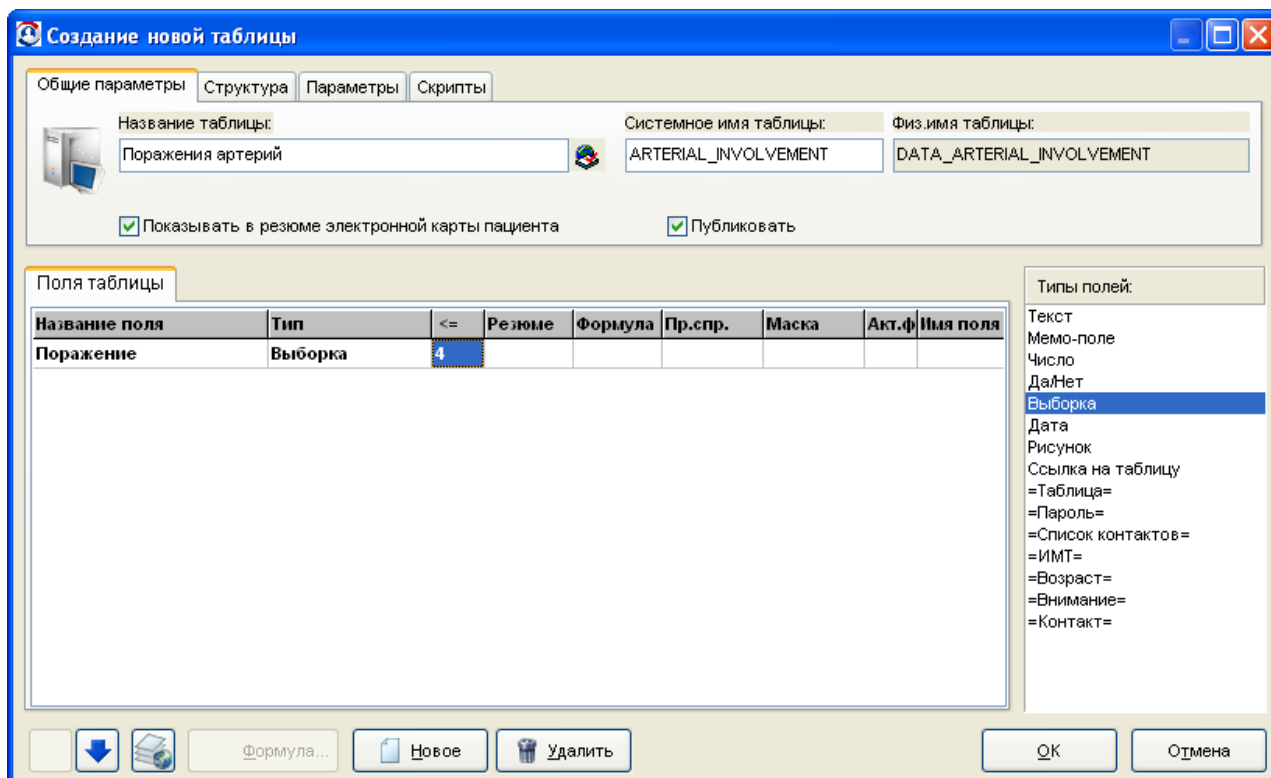 Создание новой таблицы
Общие параметры Структура Параметры Скрипты
Название таблицы: Системное имя таблицы: Физ.имя таблицы:
Поражения артерий ARTERIAL_INVOLVEMENT DATA_ARTERIAL_INVOLVEMENT
Показывать в резюме электронной карты пациента Публиковать
Поля таблицы
Название поля Тип <= Резюме Формула Пр.спр. Маска Акт.ф Имя поля
Поражение Выборка 4
Типы полей:
Текст
Мемо-поле
Число
Да/Нет
Выборка
Дата
Рисунок
Ссылка на таблицу
=Таблица=
=Пароль=
=Список контактов=
=ИМТ=
=Возраст=
=Внимание=
=Контакт=
Формула... Новое Удалить OK Отмена